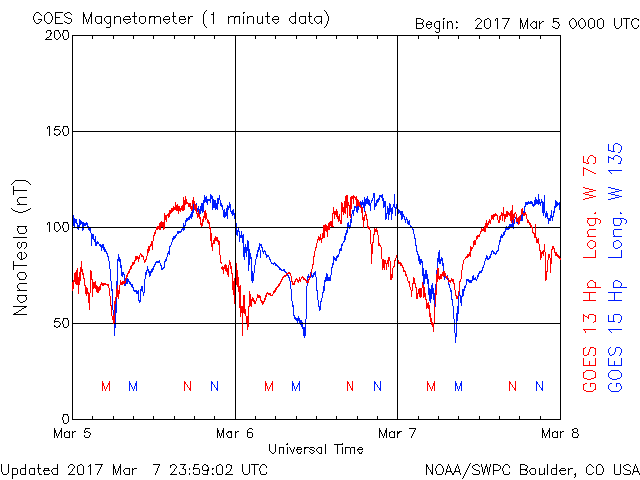 GOES Magnetometer (1 minute data)
Begin: 2017 Mar 5 0000 UTC
200
150
100
50
0
NanoTesla (nT)
M M N N M M N N M M N N
Mar 5 Mar 6 Mar 7 Mar 8
Universal Time
GOES 13 Hp Long. W 75
GOES 15 Hp Long. W 135
Updated 2017 Mar 7 23:59:02 UTC
NOAA/SWPC Boulder, CO USA